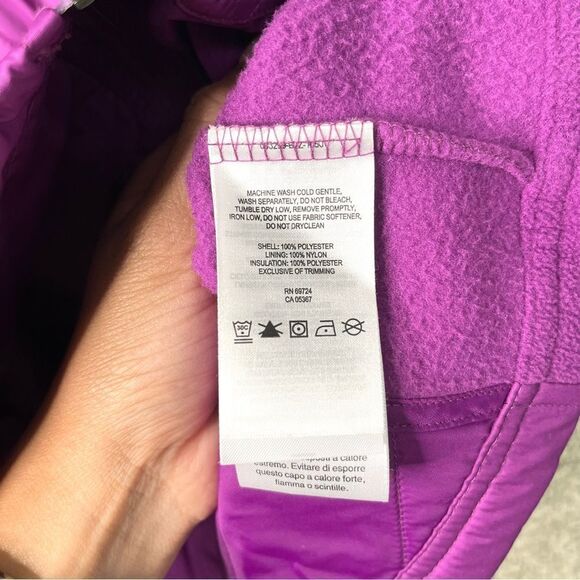 MACHINE WASH COLD GENTLE,
WASH SEPARATELY, DO NOT BLEACH,
TUMBLE DRY LOW, REMOVE PROMPTLY,
IRON LOW, DO NOT USE FABRIC SOFTENER,
DO NOT DRYCLEAN
SHELL: 100% POLYESTER
LINING: 100% NYLON
INSULATION: 100% POLYESTER
EXCLUSIVE OF TRIMMING
RN 69724
CA 05367
30C
a calore
estremo. Evitare di esporre
questo capo a calore forte,
fiamma o scintille.